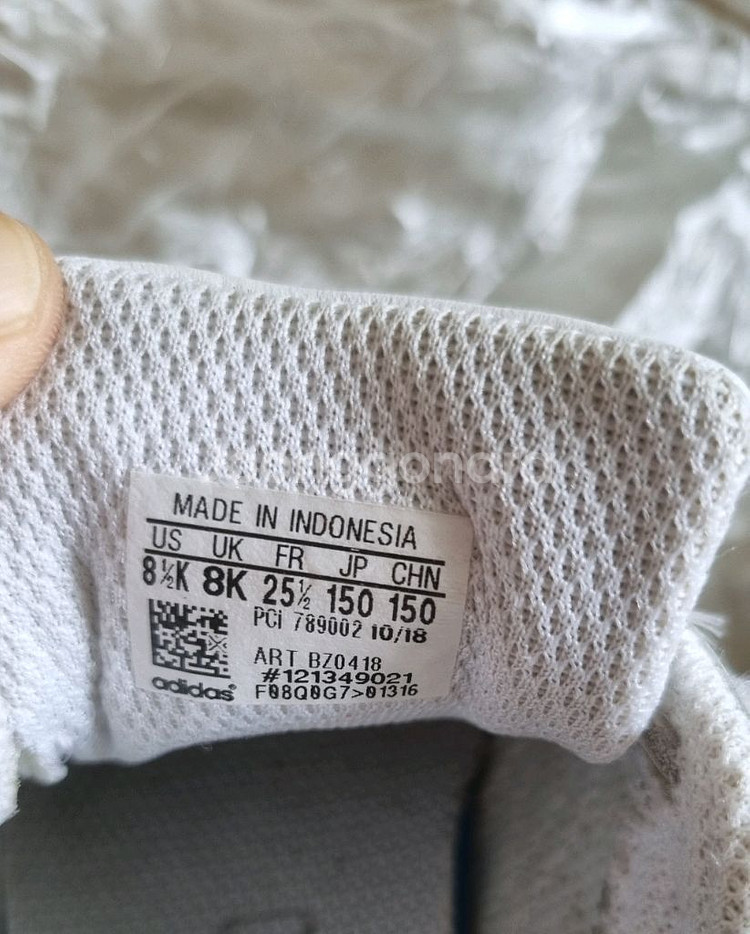 MADE IN INDONESIA
US UK FR JP CHN
8½K 8K 25½ 150 150
PCi 789002 10/18
ART BZ0418
#121349021
adidas® F08Q0G7>01316